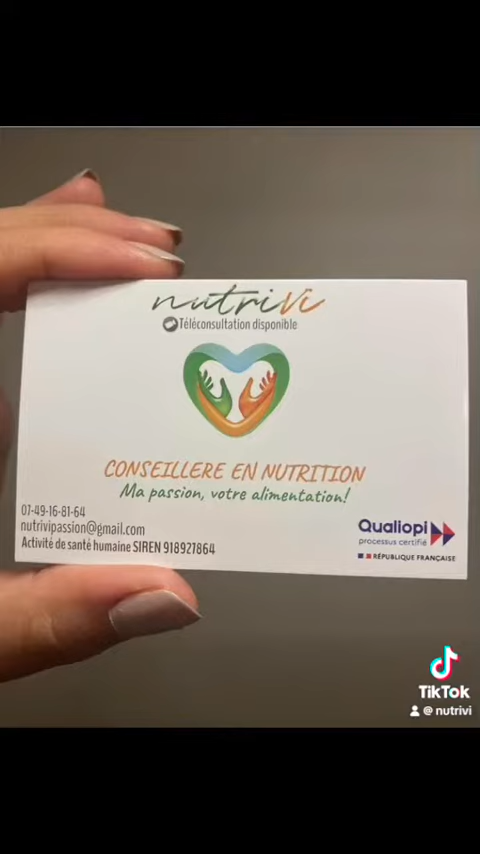 nutrivi
Téléconsultation disponible
CONSEILLERE EN NUTRITION
Ma passion, votre alimentation!
07-49-16-81-64
nutrivipassion@gmail.com
Activité de santé humaine SIREN 918927864
Qualiopi
processus certifié
RÉPUBLIQUE FRANÇAISE
TikTok
@ nutrivi